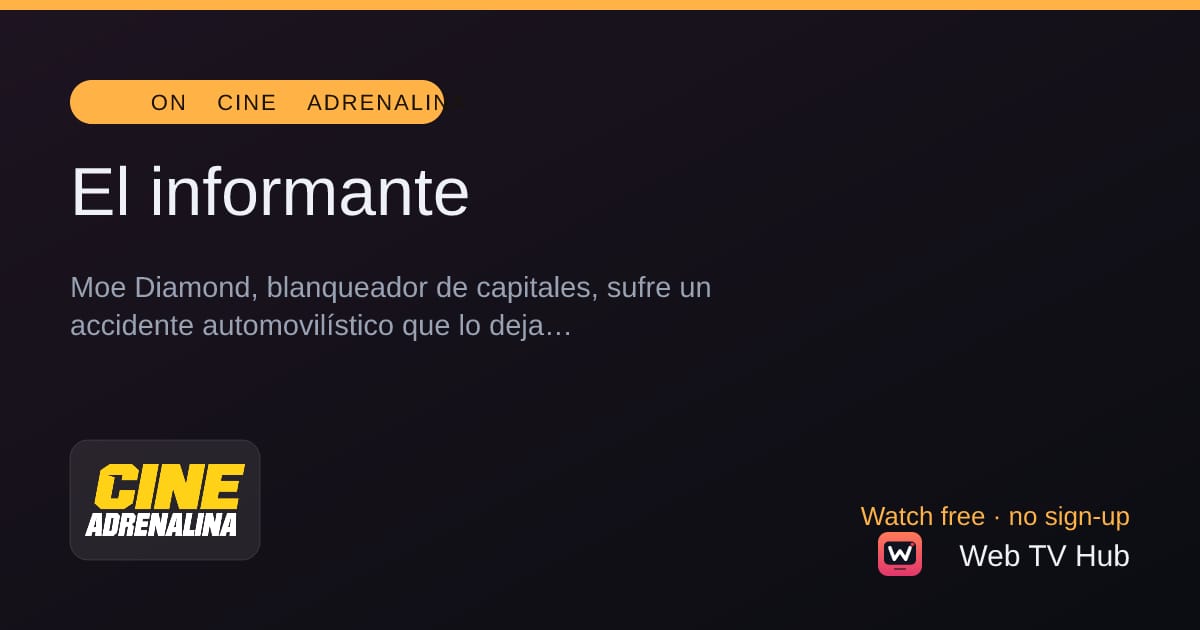 ON CINE ADRENALIN
El informante
Moe Diamond, blanqueador de capitales, sufre un
accidente automovilístico que lo deja…
CINE
ADRENALINA
Watch free · no sign-up
W
Web TV Hub